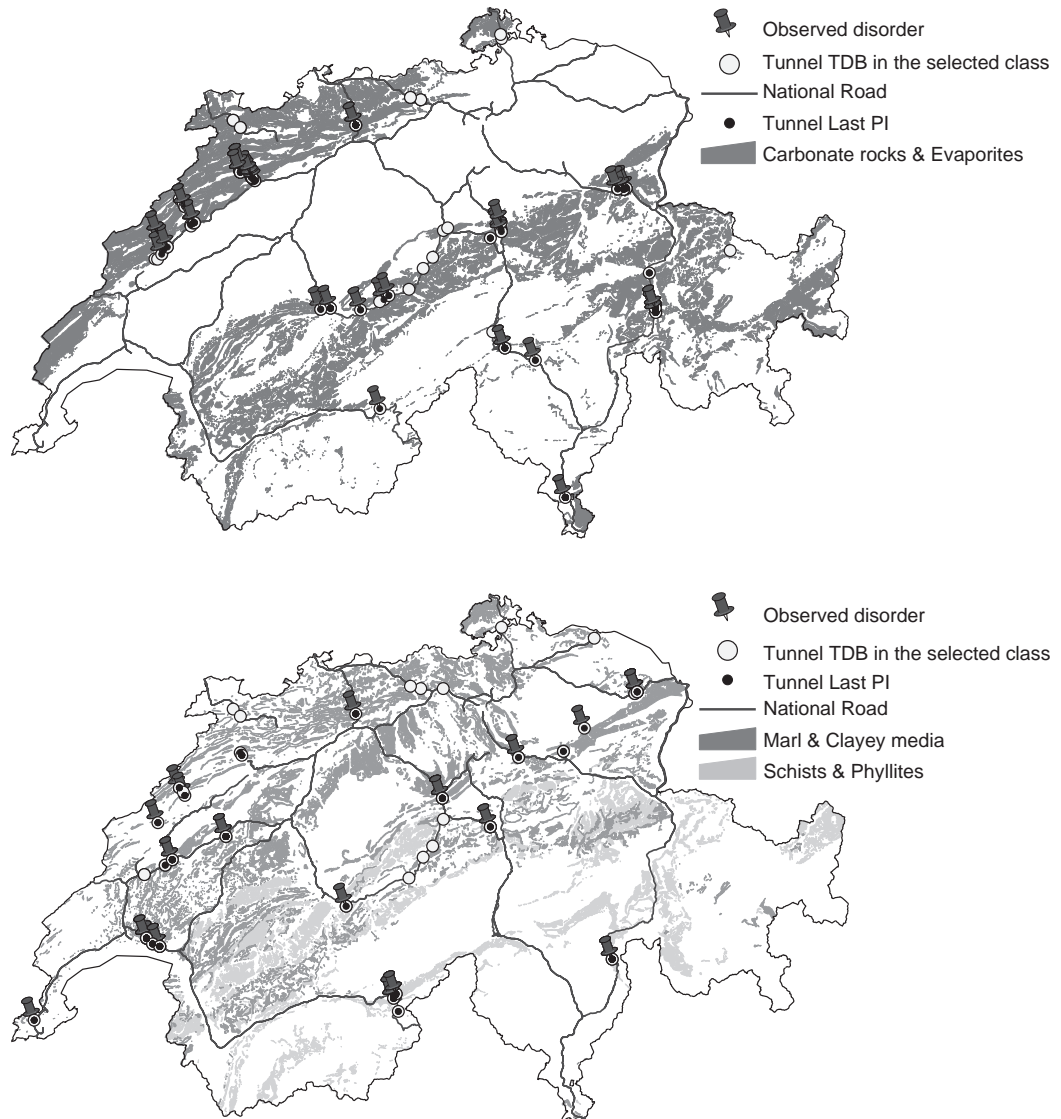 Observed disorder
Tunnel TDB in the selected class
National Road
Tunnel Last PI
Carbonate rocks & Evaporites
Observed disorder
Tunnel TDB in the selected class
Tunnel Last PI
National Road
Marl & Clayey media
Schists & Phyllites